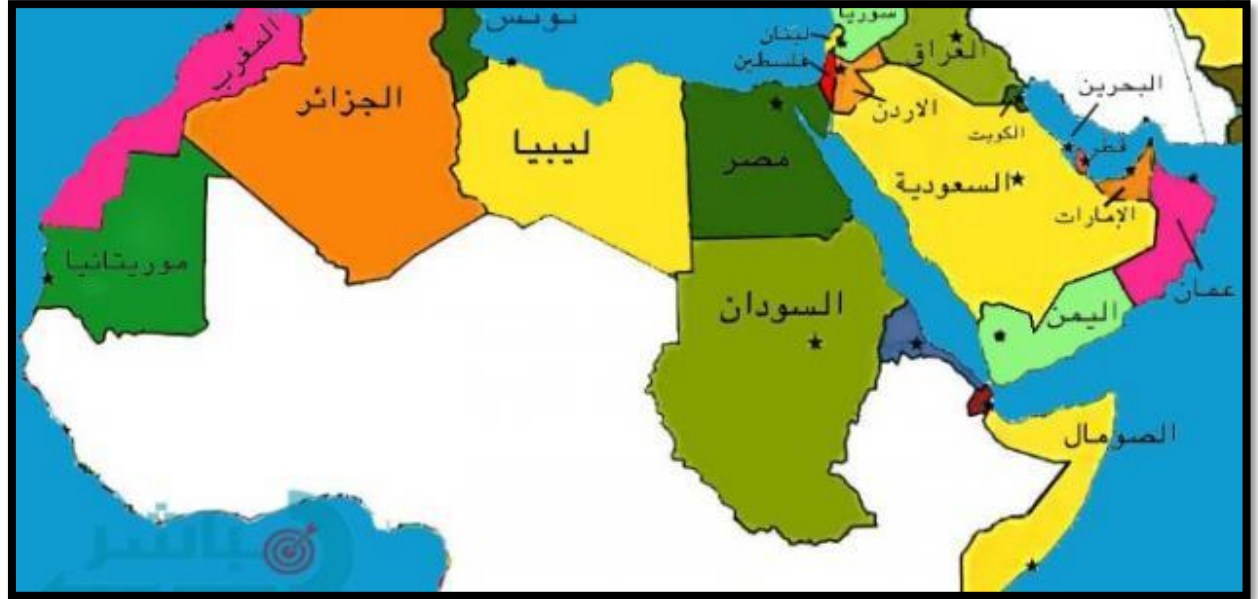 تونس
سوريا
لبنان
فلسطين
العراق
المغرب
الجزائر
ليبيا
مصر
الاردن
الكويت
البحرين
قطر
السعودية
الإمارات
عمان
موريتانيا
السودان
اليمن
الصومال
مباشر